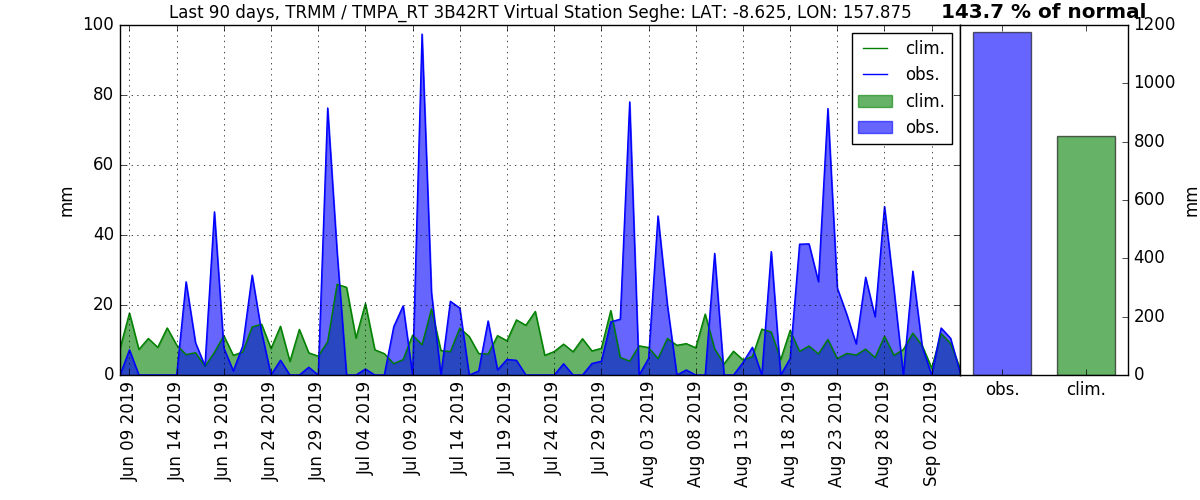 Last 90 days, TRMM / TMPA_RT 3B42RT Virtual Station Seghe: LAT: -8.625, LON: 157.875
143.7 % of normal
100
80
60
40
20
0
mm
clim.
obs.
clim.
obs.
1200
1000
800
600
400
200
0
mm
obs.
clim.
Jun 09 2019
Jun 14 2019
Jun 19 2019
Jun 24 2019
Jun 29 2019
Jul 04 2019
Jul 09 2019
Jul 14 2019
Jul 19 2019
Jul 24 2019
Jul 29 2019
Aug 03 2019
Aug 08 2019
Aug 13 2019
Aug 18 2019
Aug 23 2019
Aug 28 2019
Sep 02 2019